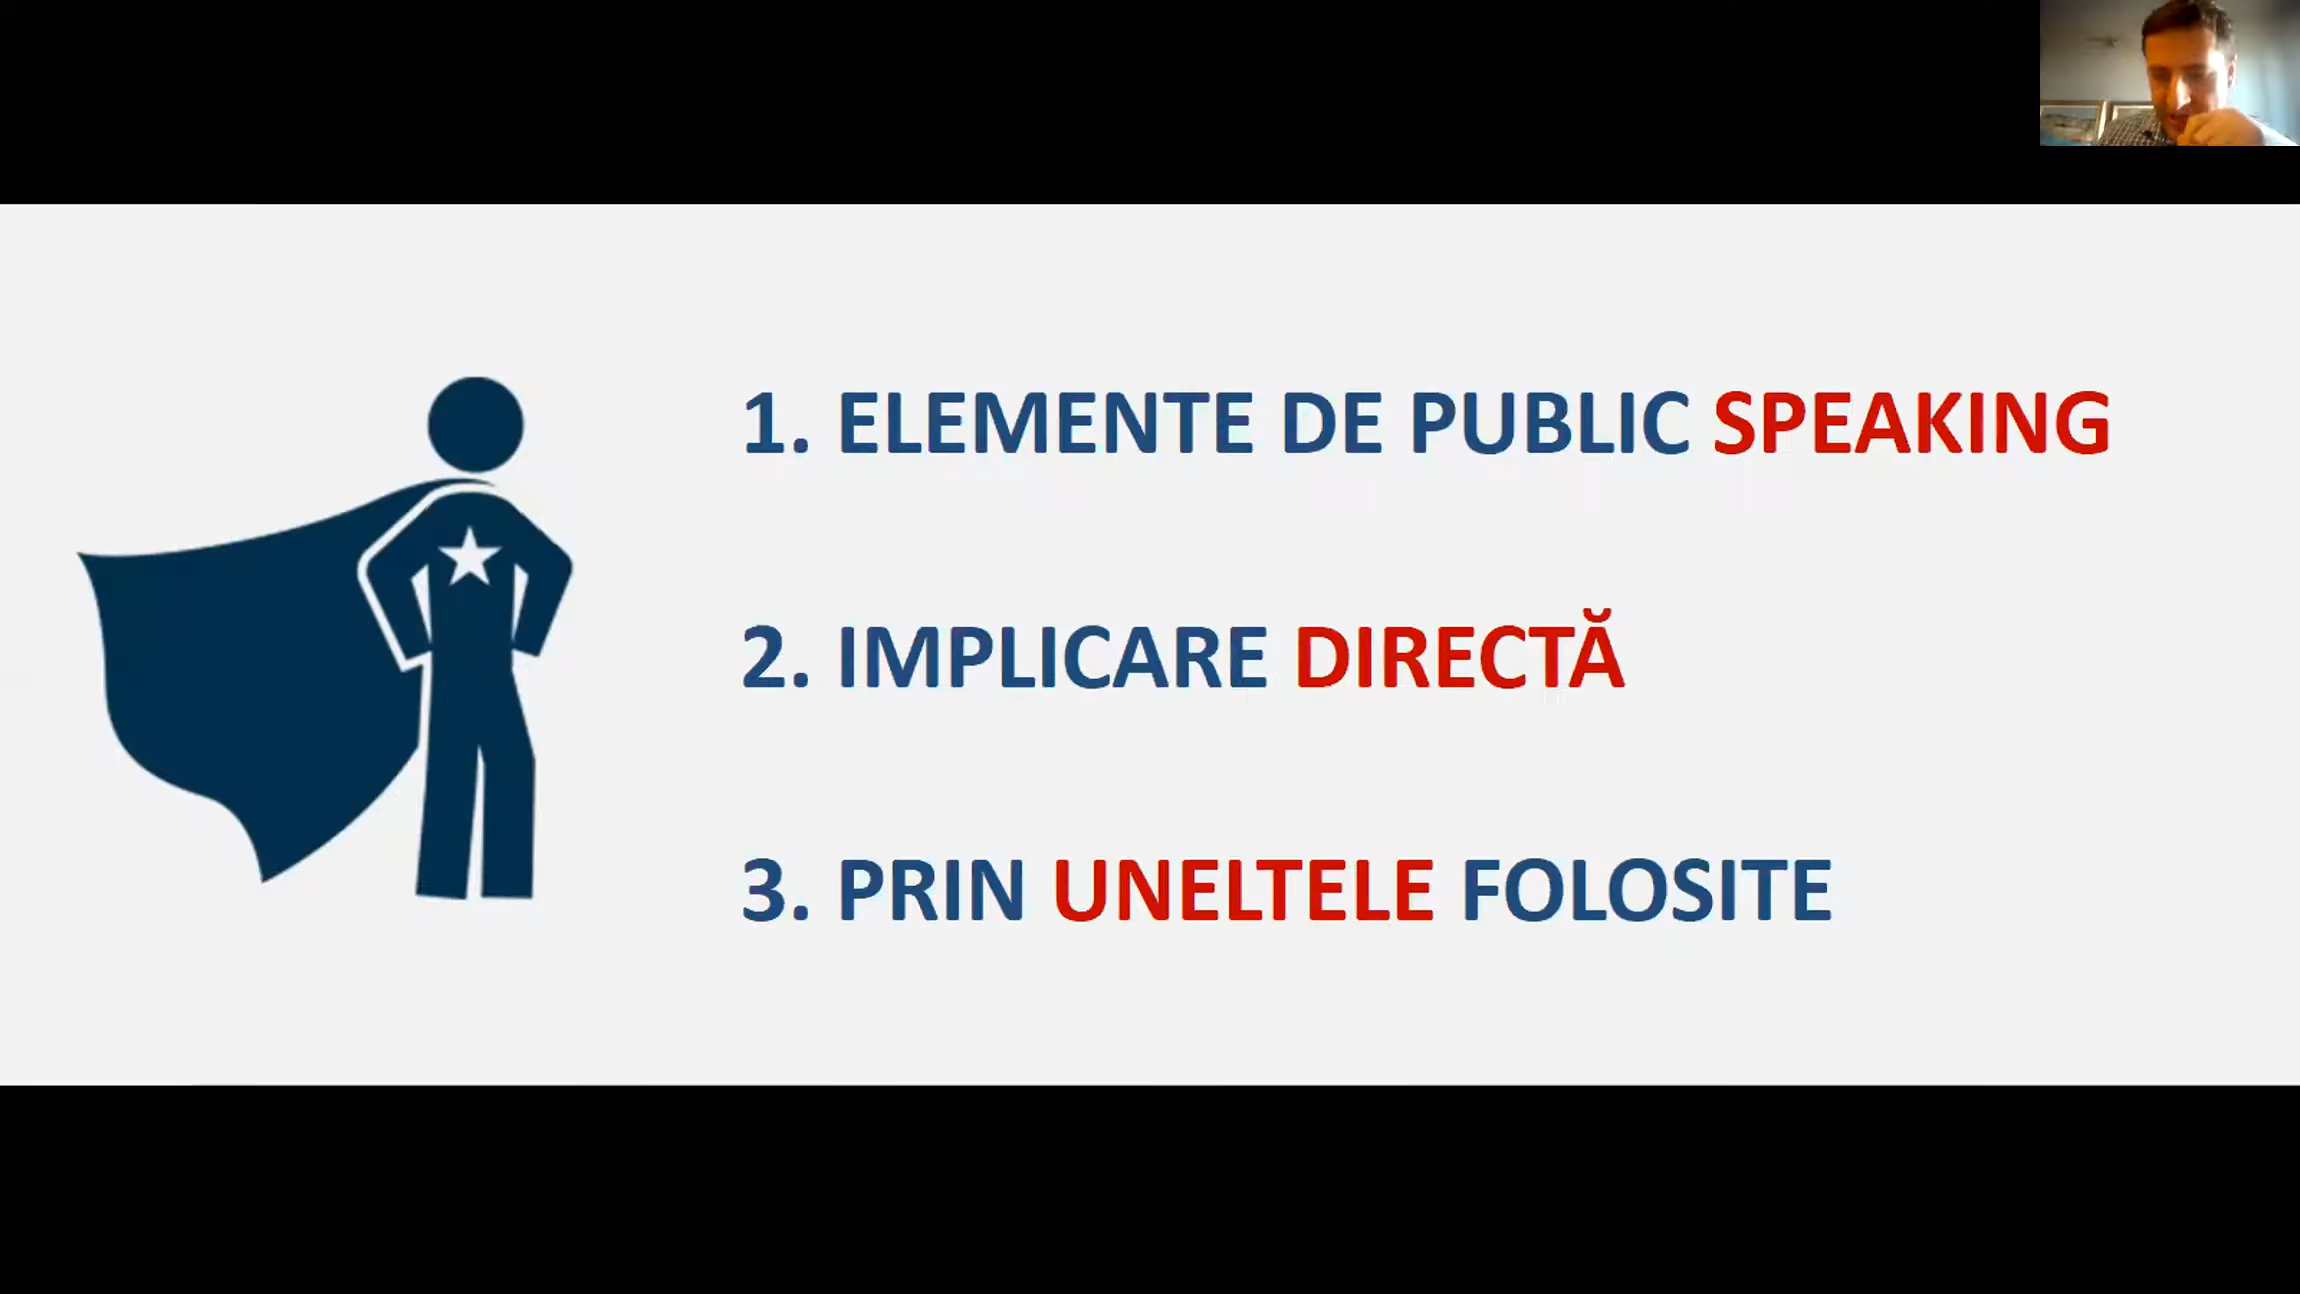 1. ELEMENTE DE PUBLIC SPEAKING
2. IMPLICARE DIRECTĂ
3. PRIN UNELTELE FOLOSITE